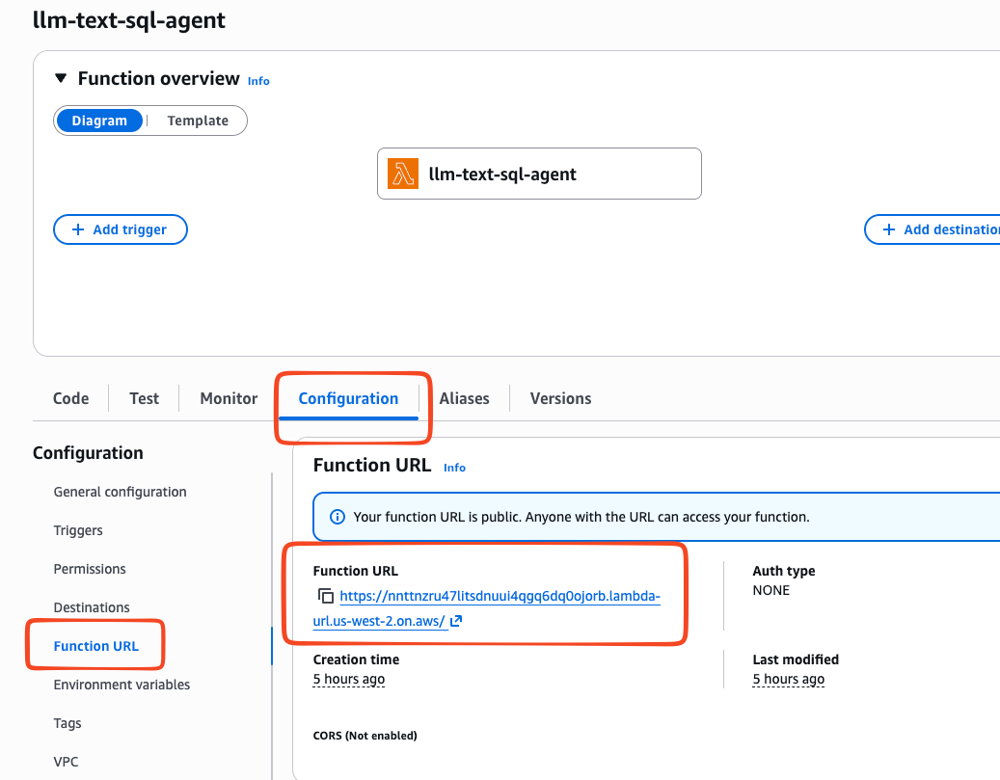 llm-text-sql-agent
Function overview Info
Diagram Template
llm-text-sql-agent
Add trigger
Add destination
Code Test Monitor Configuration Aliases Versions
Configuration
General configuration
Triggers
Permissions
Destinations
Function URL
Environment variables
Tags
VPC
Function URL Info
Your function URL is public. Anyone with the URL can access your function.
Function URL
https://nnttnzru47litsdnuui4qgq6dq0ojorb.lambda-
url.us-west-2.on.aws/
Auth type
NONE
Creation time
5 hours ago
Last modified
5 hours ago
CORS (Not enabled)